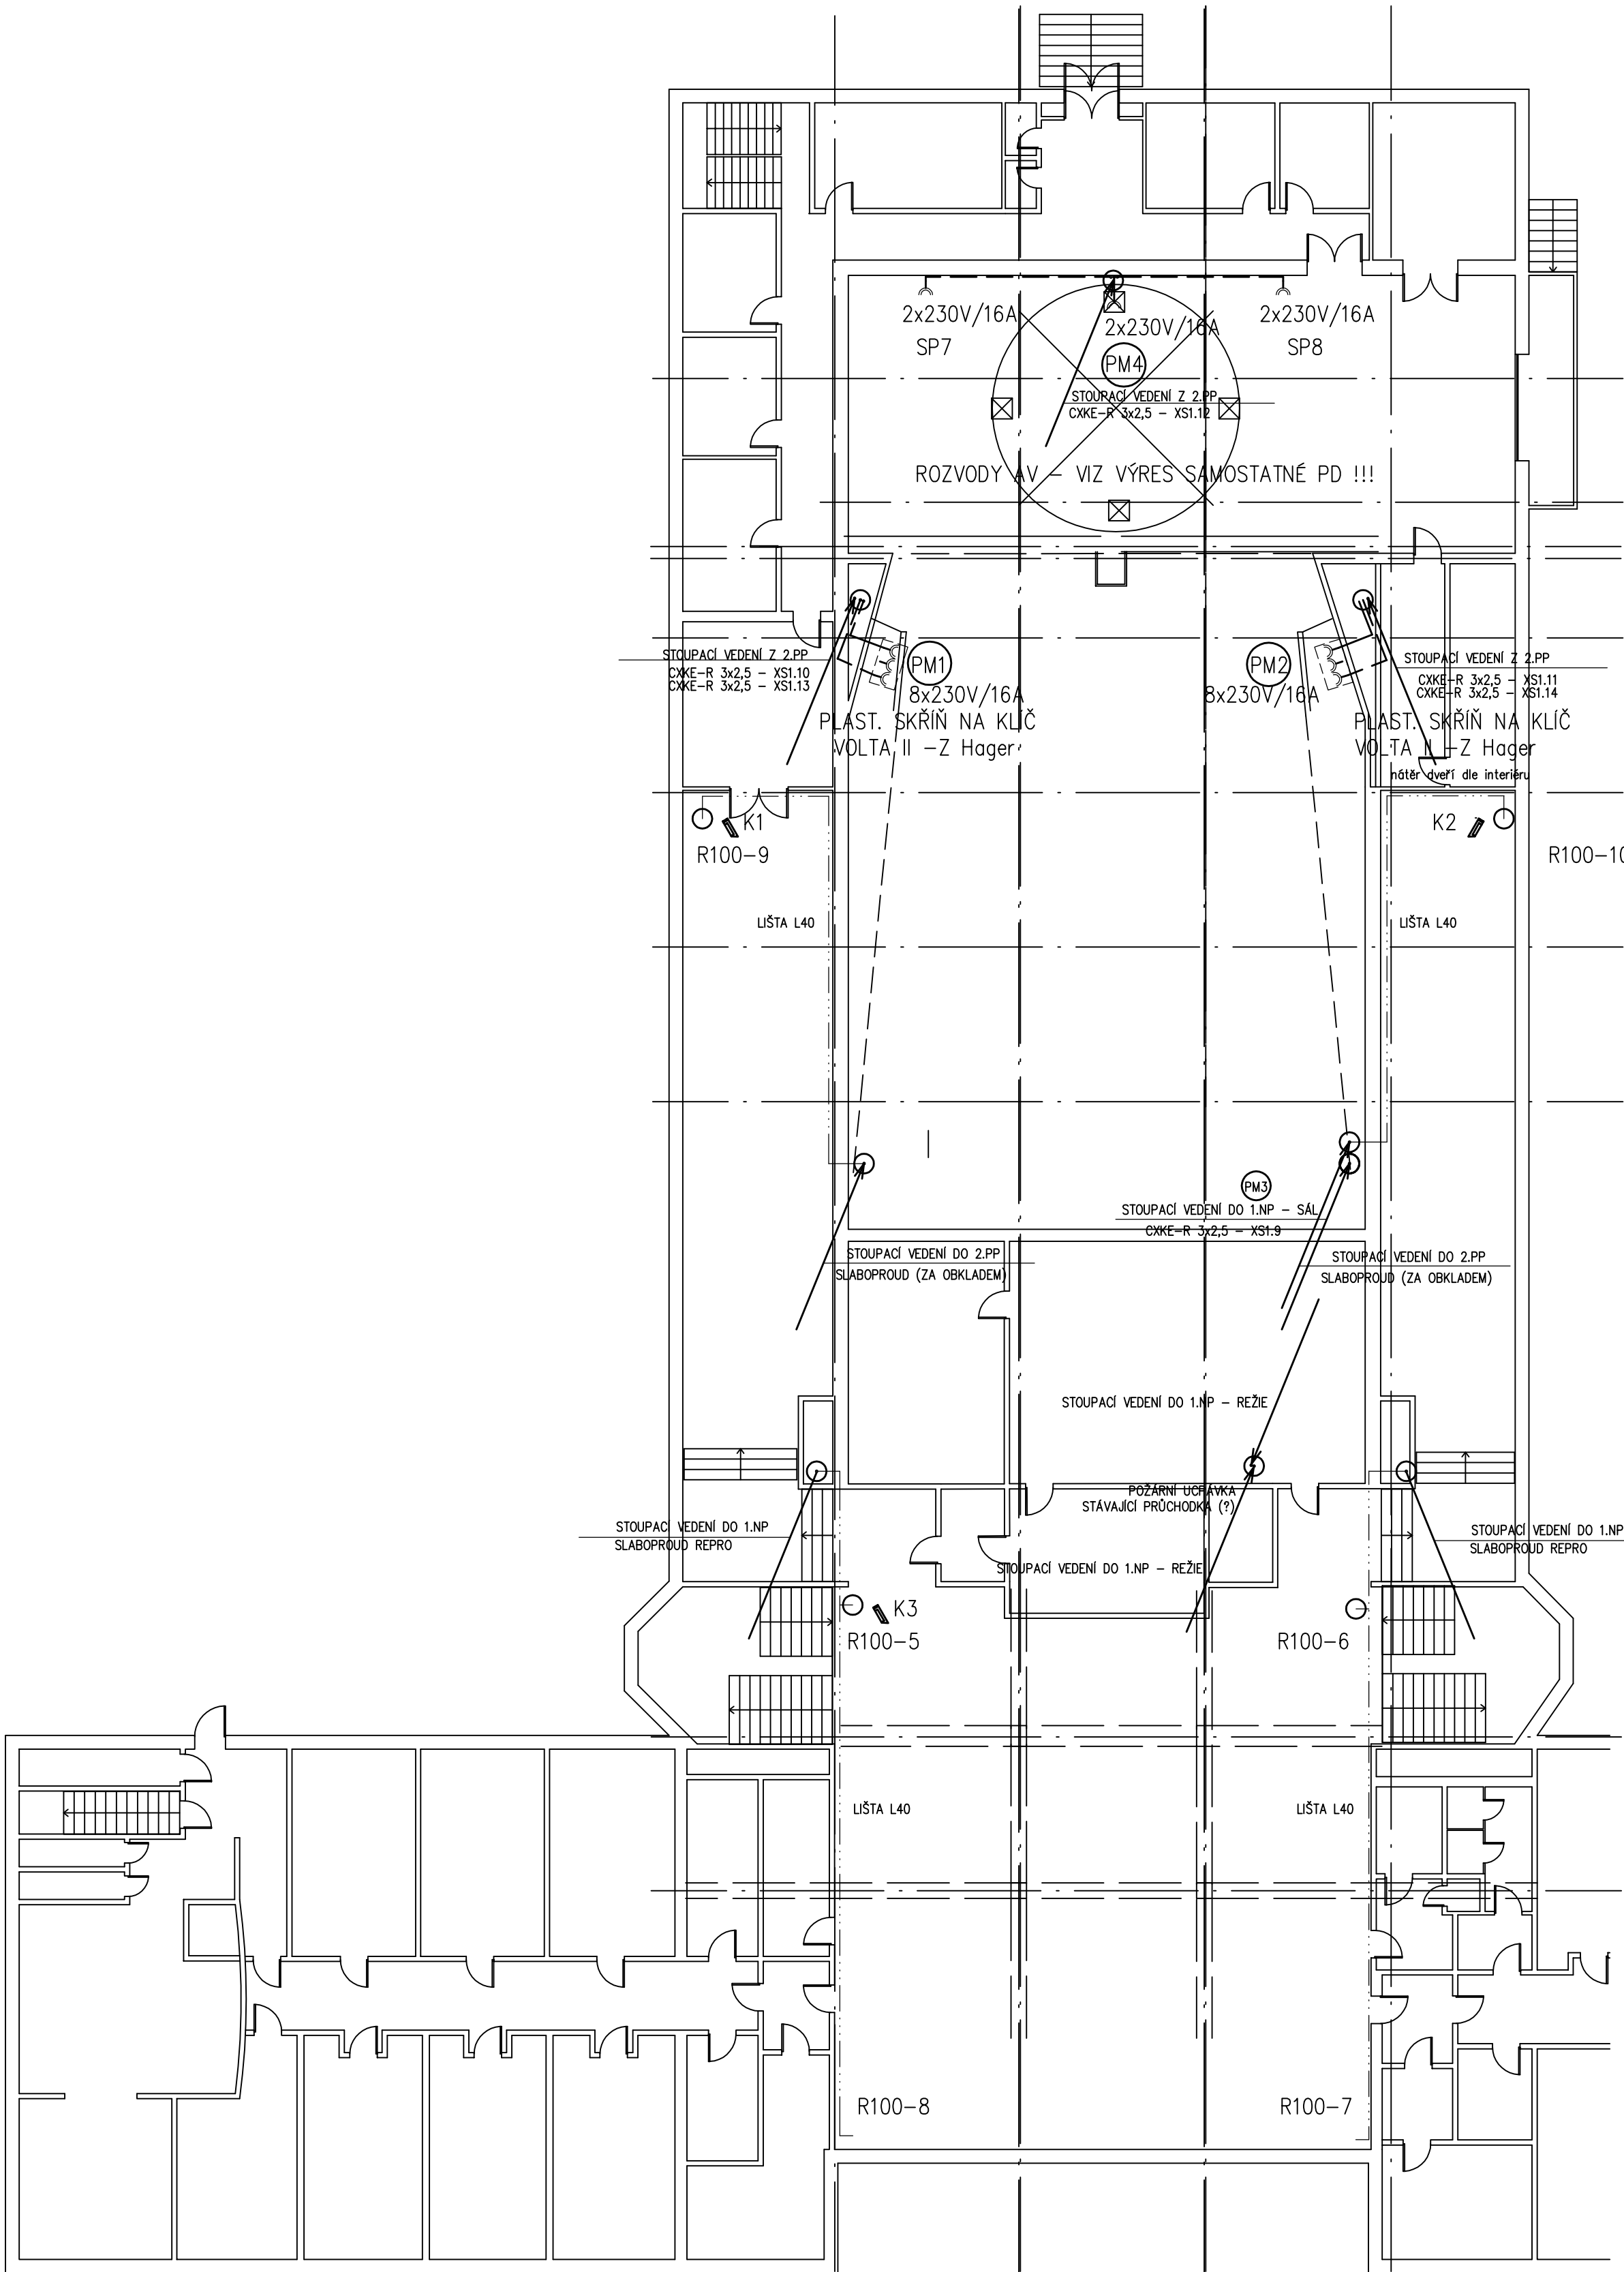 2x230V/16A
2x230V/16A
2x230V/16A
SP7
SP8
PM4
STOUPACÍ VEDENÍ Z 2.PP
CXKE-R 3x2,5 - XS1.12
ROZVODY AV - VIZ VÝRES SAMOSTATNÉ PD !!!
STOUPACÍ VEDENÍ Z 2.PP
CXKE-R 3x2,5 - XS1.10
CXKE-R 3x2,5 - XS1.13
PM1
8x230V/16A
PLAST. SKŘÍŇ NA KLÍČ
VOLTA II -Z Hager
PM2
8x230V/16A
STOUPACÍ VEDENÍ Z 2.PP
CXKE-R 3x2,5 - XS1.11
CXKE-R 3x2,5 - XS1.14
PLAST. SKŘÍŇ NA KLÍČ
VOLTA II -Z Hager
nátěr dveří dle interiéru
K1
R100-9
K2
R100-10
LIŠTA L40
LIŠTA L40
PM3
STOUPACÍ VEDENÍ DO 1.NP - SÁL
CXKE-R 3x2,5 - XS1.9
STOUPACÍ VEDENÍ DO 2.PP
SLABOPROUD (ZA OBKLADEM)
STOUPACÍ VEDENÍ DO 2.PP
SLABOPROUD (ZA OBKLADEM)
STOUPACÍ VEDENÍ DO 1.NP - REŽIE
POŽÁRNÍ UCPÁVKA
STÁVAJÍCÍ PRŮCHODKA (?)
STOUPACÍ VEDENÍ DO 1.NP
SLABOPROUD REPRO
STOUPACÍ VEDENÍ DO 1.NP
SLABOPROUD REPRO
STOUPACÍ VEDENÍ DO 1.NP - REŽIE
K3
R100-5
R100-6
LIŠTA L40
LIŠTA L40
R100-8
R100-7